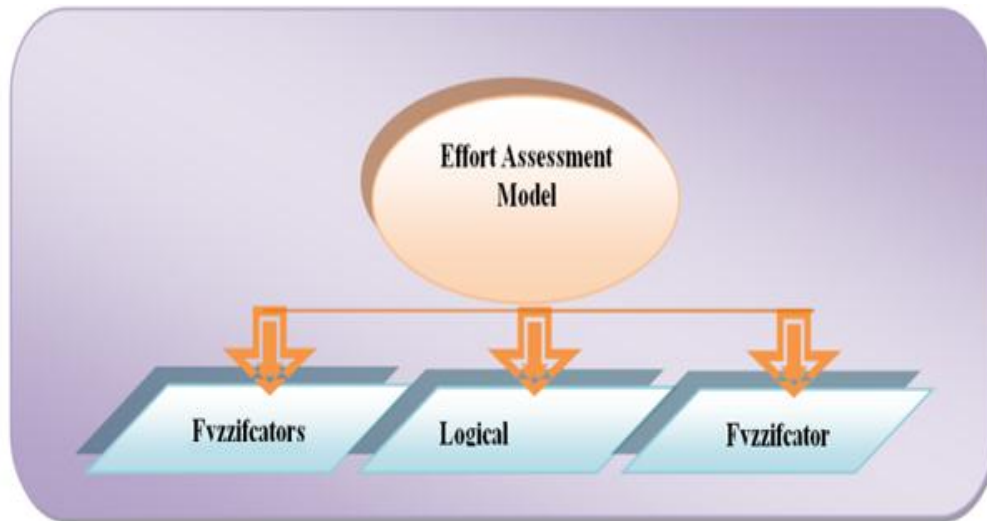 Effort Assessment
Model
Fvzzifcators
Logical
Fvzzifcator